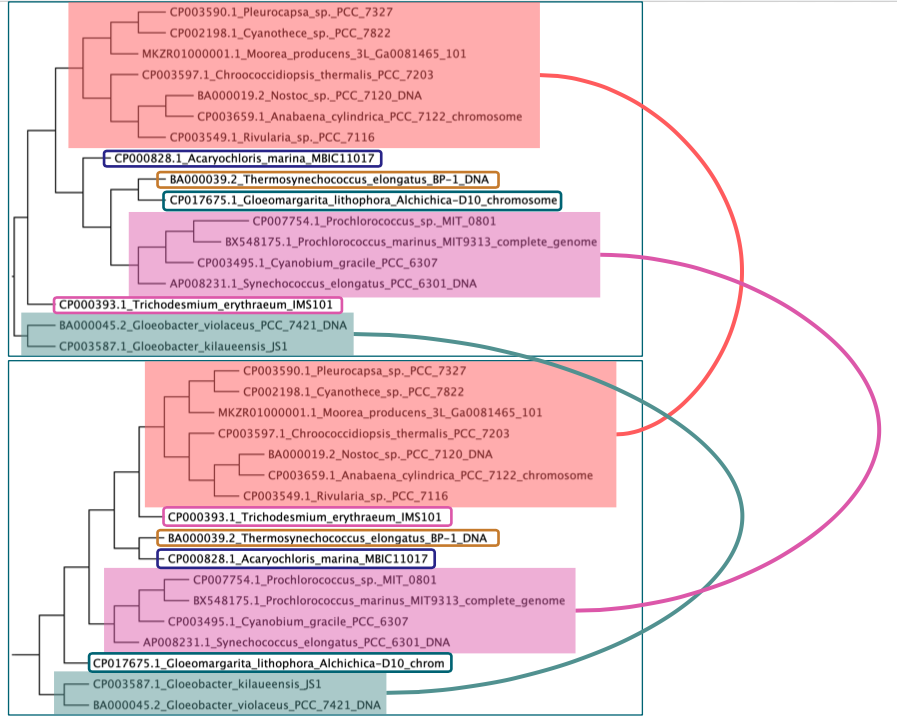 CP003590.1_Pleurocapsa_sp._PCC_7327
CP002198.1_Cyanothece_sp._PCC_7822
MKZR01000001.1_Moorea_producens_3L_Ga0081465_101
CP003597.1_Chroococcidiopsis_thermalis_PCC_7203
BA000019.2_Nostoc_sp._PCC_7120_DNA
CP003659.1_Anabaena_cylindrica_PCC_7122_chromosome
CP003549.1_Rivularia_sp._PCC_7116
CP000828.1_Acaryochloris_marina_MBIC11017
BA000039.2_Thermosynechococcus_elongatus_BP-1_DNA
CP017675.1_Gloeomargarita_lithophora_Alchichica-D10_chromosome
CP007754.1_Prochlorococcus_sp._MIT_0801
BX548175.1_Prochlorococcus_marinus_MIT9313_complete_genome
CP003495.1_Cyanobium_gracile_PCC_6307
AP008231.1_Synechococcus_elongatus_PCC_6301_DNA
CP000393.1_Trichodesmium_erythraeum_IMS101
BA000045.2_Gloeobacter_violaceus_PCC_7421_DNA
CP003587.1_Gloeobacter_kilaueensis_JS1
CP003590.1_Pleurocapsa_sp._PCC_7327
CP002198.1_Cyanothece_sp._PCC_7822
MKZR01000001.1_Moorea_producens_3L_Ga0081465_101
CP003597.1_Chroococcidiopsis_thermalis_PCC_7203
BA000019.2_Nostoc_sp._PCC_7120_DNA
CP003659.1_Anabaena_cylindrica_PCC_7122_chromosome
CP003549.1_Rivularia_sp._PCC_7116
CP000393.1_Trichodesmium_erythraeum_IMS101
BA000039.2_Thermosynechococcus_elongatus_BP-1_DNA
CP000828.1_Acaryochloris_marina_MBIC11017
CP007754.1_Prochlorococcus_sp._MIT_0801
BX548175.1_Prochlorococcus_marinus_MIT9313_complete_genome
CP003495.1_Cyanobium_gracile_PCC_6307
AP008231.1_Synechococcus_elongatus_PCC_6301_DNA
CP017675.1_Gloeomargarita_lithophora_Alchichica-D10_chrom
CP003587.1_Gloeobacter_kilaueensis_JS1
BA000045.2_Gloeobacter_violaceus_PCC_7421_DNA